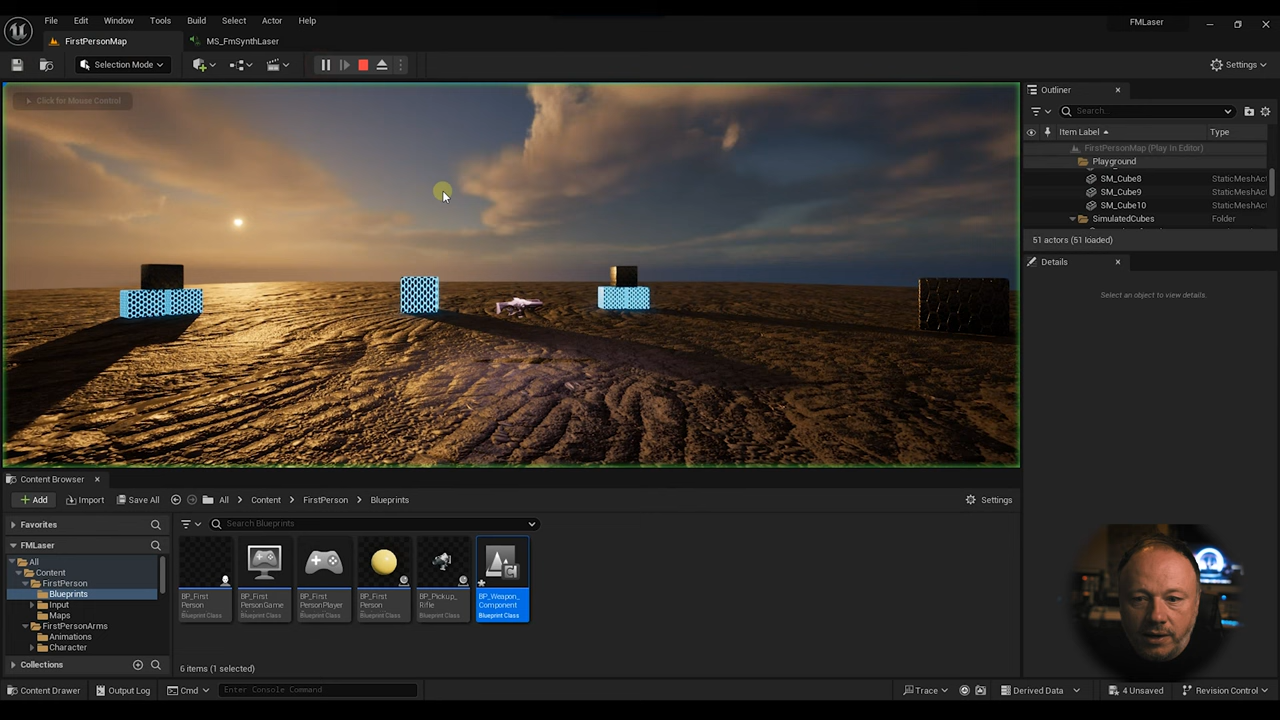 File Edit Window Tools Build Select Actor Help
FMLaser
FirstPersonMap
MS_FmSynthLaser
Selection Mode
Settings
Click for Mouse Control
Outliner
Search...
Item Label
Type
FirstPersonMap (Play In Editor)
Playground
SM_Cube8 StaticMeshAc
SM_Cube9 StaticMeshAc
SM_Cube10 StaticMeshAc
SimulatedCubes Folder
51 actors (51 loaded)
Details
Select an object to view details.
Content Browser
Add
Import
Save All
All
Content
FirstPerson
Blueprints
Settings
Favorites
Search Blueprints
FMLaser
All
Content
FirstPerson
Blueprints
Input
Maps
FirstPersonArms
Animations
Character
Collections
BP_First
Person
Blueprint Class
BP_First
PersonGame
Blueprint Class
BP_First
PersonPlayer
Blueprint Class
BP_First
Person
Blueprint Class
BP_Pickup_
Rifle
Blueprint Class
BP_Weapon_
Component
Blueprint Class
6 items (1 selected)
Content Drawer
Output Log
Cmd
Enter Console Command
Trace
Derived Data
4 Unsaved
Revision Control